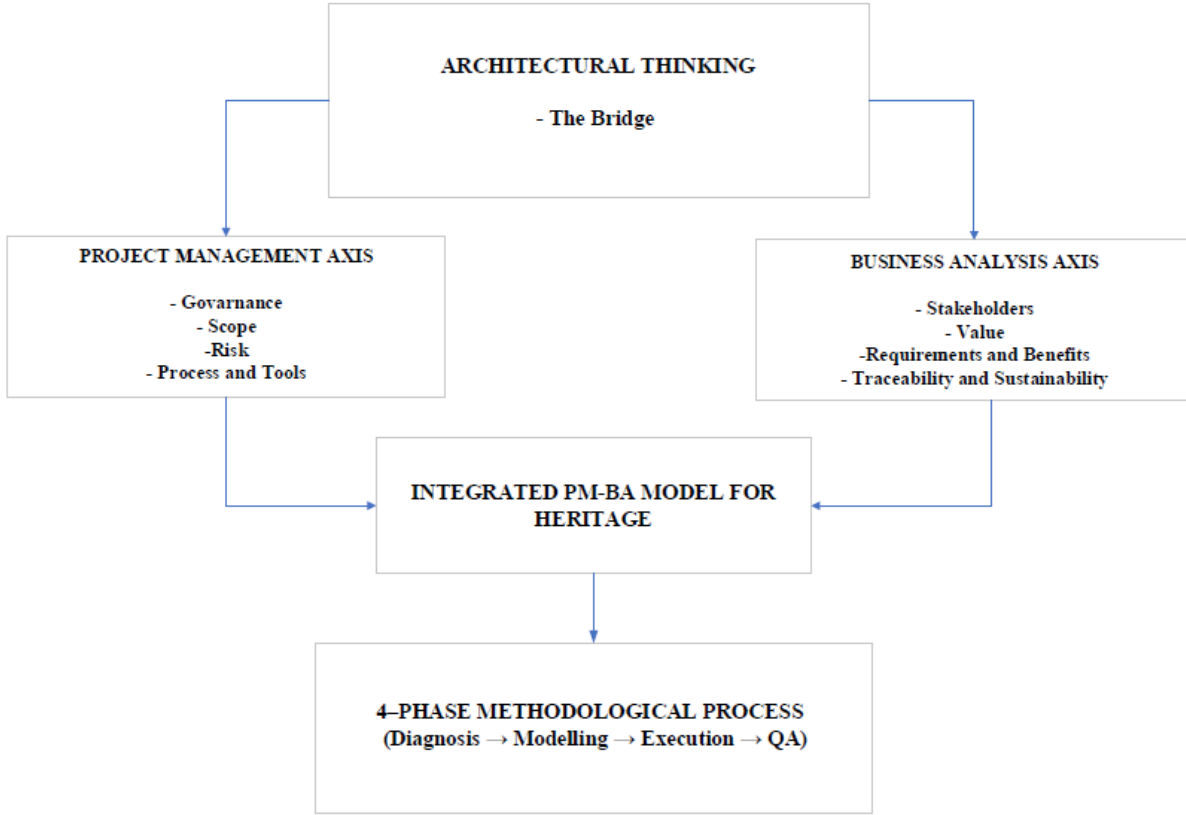 ARCHITECTURAL THINKING
- The Bridge
PROJECT MANAGEMENT AXIS
- Govarnance
- Scope
-Risk
- Process and Tools
BUSINESS ANALYSIS AXIS
- Stakeholders
- Value
-Requirements and Benefits
- Traceability and Sustainability
INTEGRATED PM-BA MODEL FOR
HERITAGE
4–PHASE METHODOLOGICAL PROCESS
(Diagnosis → Modelling → Execution → QA)